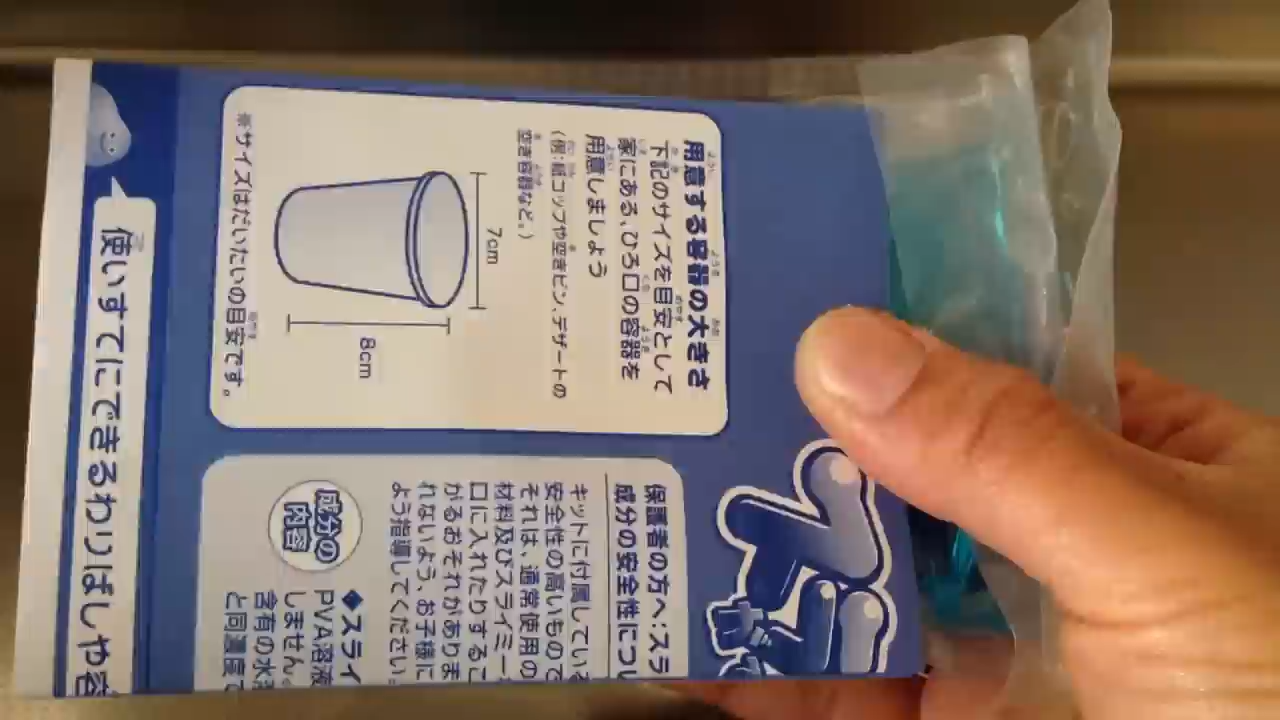 用意する容器の大きさ
下記のサイズを目安として
家にある、ひろ口の容器を
用意しましょう
(例:紙コップや空きビン、デザートの
空き容器など。)
7cm
8cm
※サイズはだいたいの目安です。
保護者の方へ:スラ
成分の安全性につい
キットに付属している
安全性の高いもので
それは、通常使用の
材料及びスライミー
口に入れたりするこ
がるおそれがありま
れないよう、お子様に
よう指導してください。
成分の
内容
◆スライ
PVA溶液
しません。
含有の水
と同濃度で
使いすてにできるわりばしや